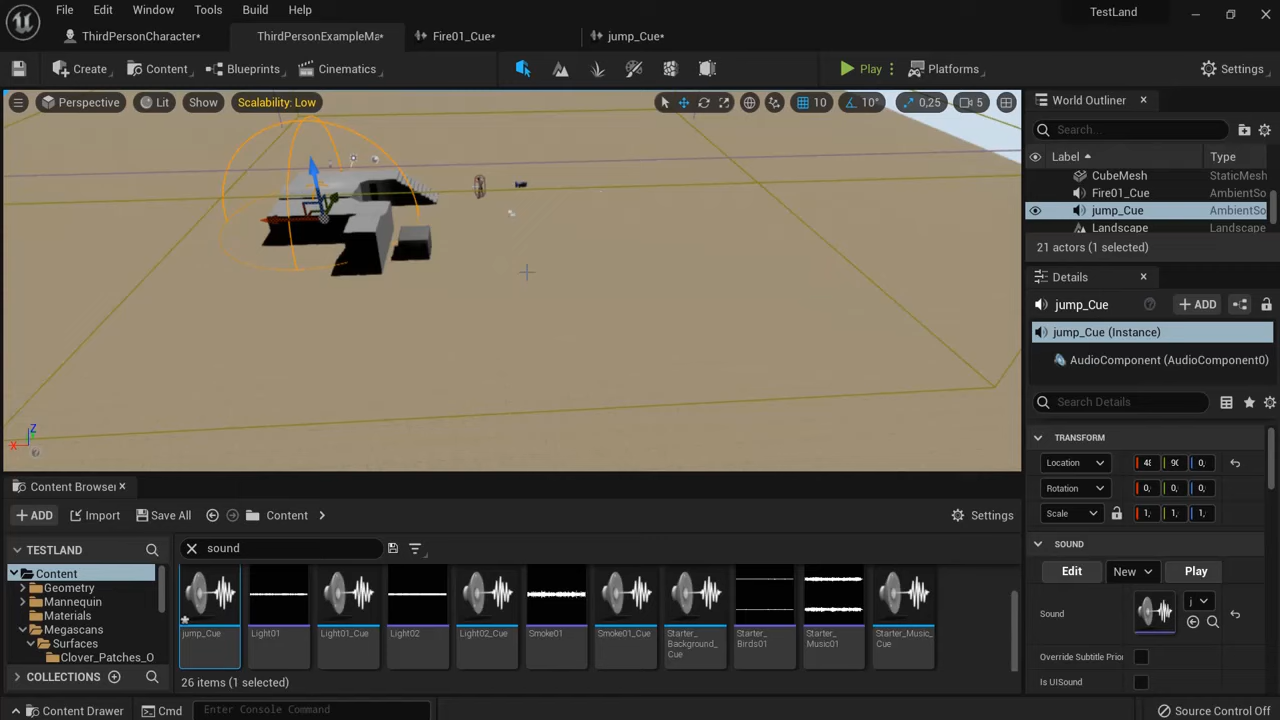 File Edit Window Tools Build Help
TestLand
ThirdPersonCharacter*
ThirdPersonExampleMa*
Fire01_Cue*
jump_Cue*
Create
Content
Blueprints
Cinematics
Play
Platforms
Settings
Perspective
Lit
Show
Scalability: Low
10
10°
0,25
5
World Outliner
Search...
Label
Type
CubeMesh StaticMesh
Fire01_Cue AmbientSo
jump_Cue AmbientSo
Landscape Landscape
21 actors (1 selected)
Details
jump_Cue
+ ADD
jump_Cue (Instance)
AudioComponent (AudioComponent0)
Search Details
TRANSFORM
Location
Rotation 0, 0, 0,
Scale 1, 1, 1,
SOUND
Edit
New
Play
Sound
j
Override Subtitle Prior
Is UISound
Z
X
Content Browser
+ ADD
Import
Save All
Content
Settings
TESTLAND
Content
Geometry
Mannequin
Materials
Megascans
Surfaces
Clover_Patches_O
COLLECTIONS
sound
jump_Cue
Light01
Light01_Cue
Light02
Light02_Cue
Smoke01
Smoke01_Cue
Starter_
Background_
Cue
Starter_
Birds01
Starter_
Music01
Starter_Music_
Cue
26 items (1 selected)
Content Drawer
Cmd
Enter Console Command
Source Control Off